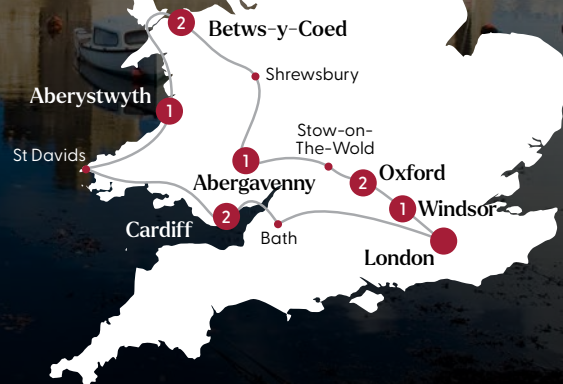 2
Betws-y-Coed
Shrewsbury
Aberystwyth
1
Stow-on-
The-Wold
St Davids
1
Abergavenny
2
Oxford
1
Windsor
Cardiff
2
Bath
London